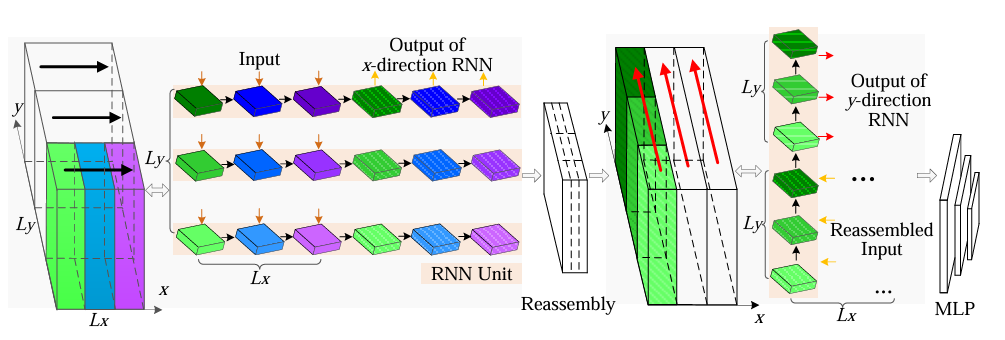 y
Ly
x
Lx
Input
Output of
x-direction RNN
Ly
Lx
RNN Unit
Reassembly
y
x
Ly
Output of
y-direction
RNN
Ly
...
Reassembled
Input
...
Lx
MLP